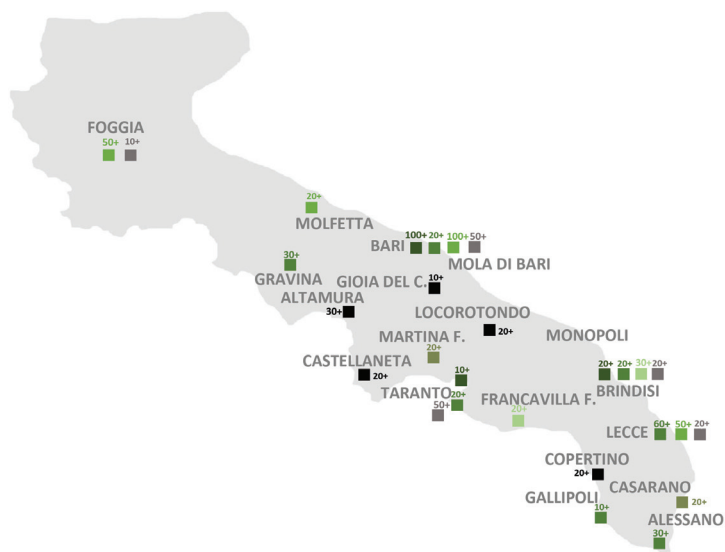 FOGGIA
50+ 10+
20+
MOLFETTA
BARI 100+ 20+ 100+ 50+
MOLA DI BARI
30+
GRAVINA
GIOIA DEL C. 10+
ALTAMURA
30+
LOCOROTONDO
20+
MARTINA F.
20+
MONOPOLI
CASTELLANETA
20+
20+ 20+ 30+ 20+
BRINDISI
10+
TARANTO 20+
50+
FRANCAVILLA F.
20+
LECCE 60+ 50+ 20+
COPERTINO
20+
CASARANO
20+
GALLIPOLI
10+
ALESSANO
30+